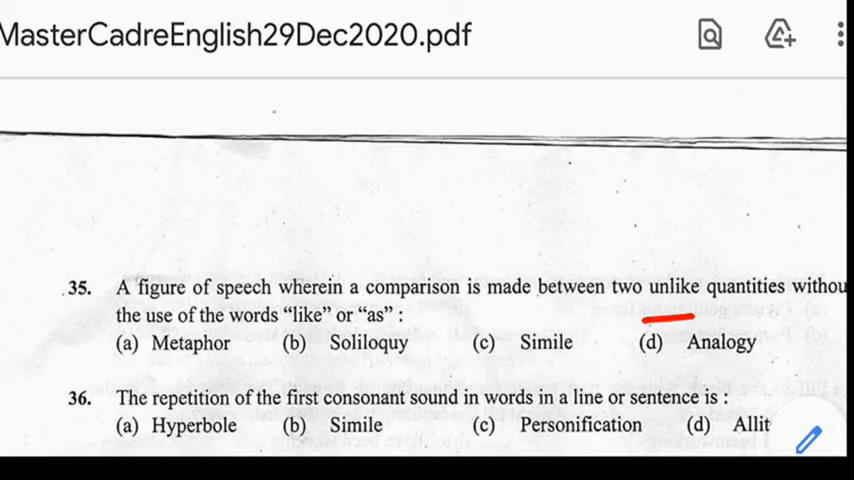 MasterCadreEnglish29Dec2020.pdf
35. A figure of speech wherein a comparison is made between two unlike quantities withou
the use of the words “like” or “as” :
(a) Metaphor (b) Soliloquy (c) Simile (d) Analogy
36. The repetition of the first consonant sound in words in a line or sentence is :
(a) Hyperbole (b) Simile (c) Personification (d) Allit